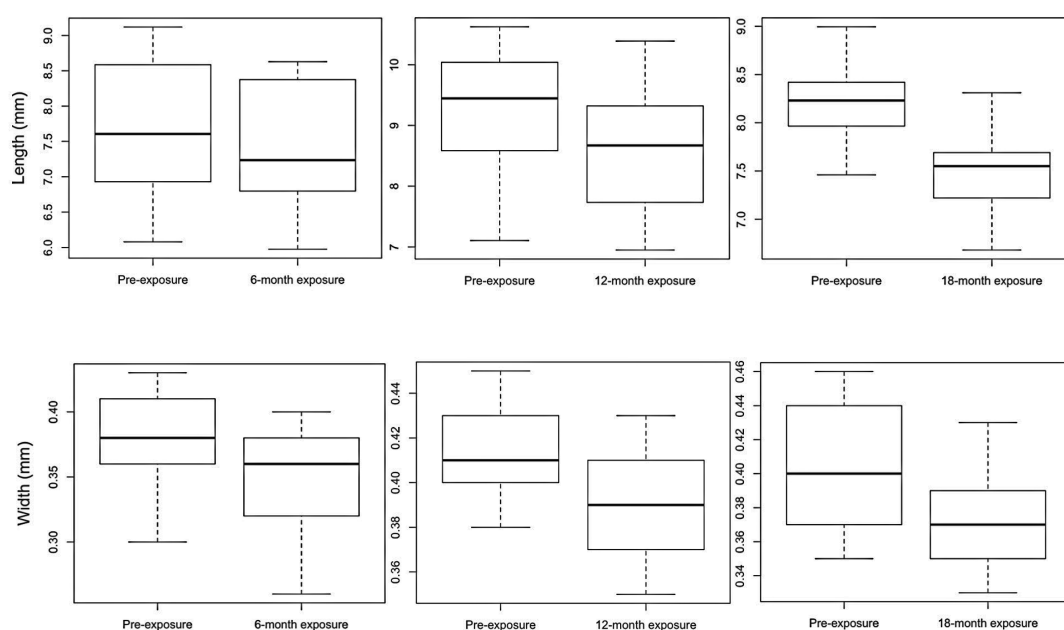 Length (mm)
9.0
8.5
8.0
7.5
7.0
6.5
6.0
Pre-exposure
6-month exposure
10
9
8
7
Pre-exposure
12-month exposure
9.0
8.5
8.0
7.5
7.0
Pre-exposure
18-month exposure
Width (mm)
0.40
0.35
0.30
Pre-exposure
6-month exposure
0.44
0.42
0.40
0.38
0.36
Pre-exposure
12-month exposure
0.46
0.44
0.42
0.40
0.38
0.36
0.34
Pre-exposure
18-month exposure